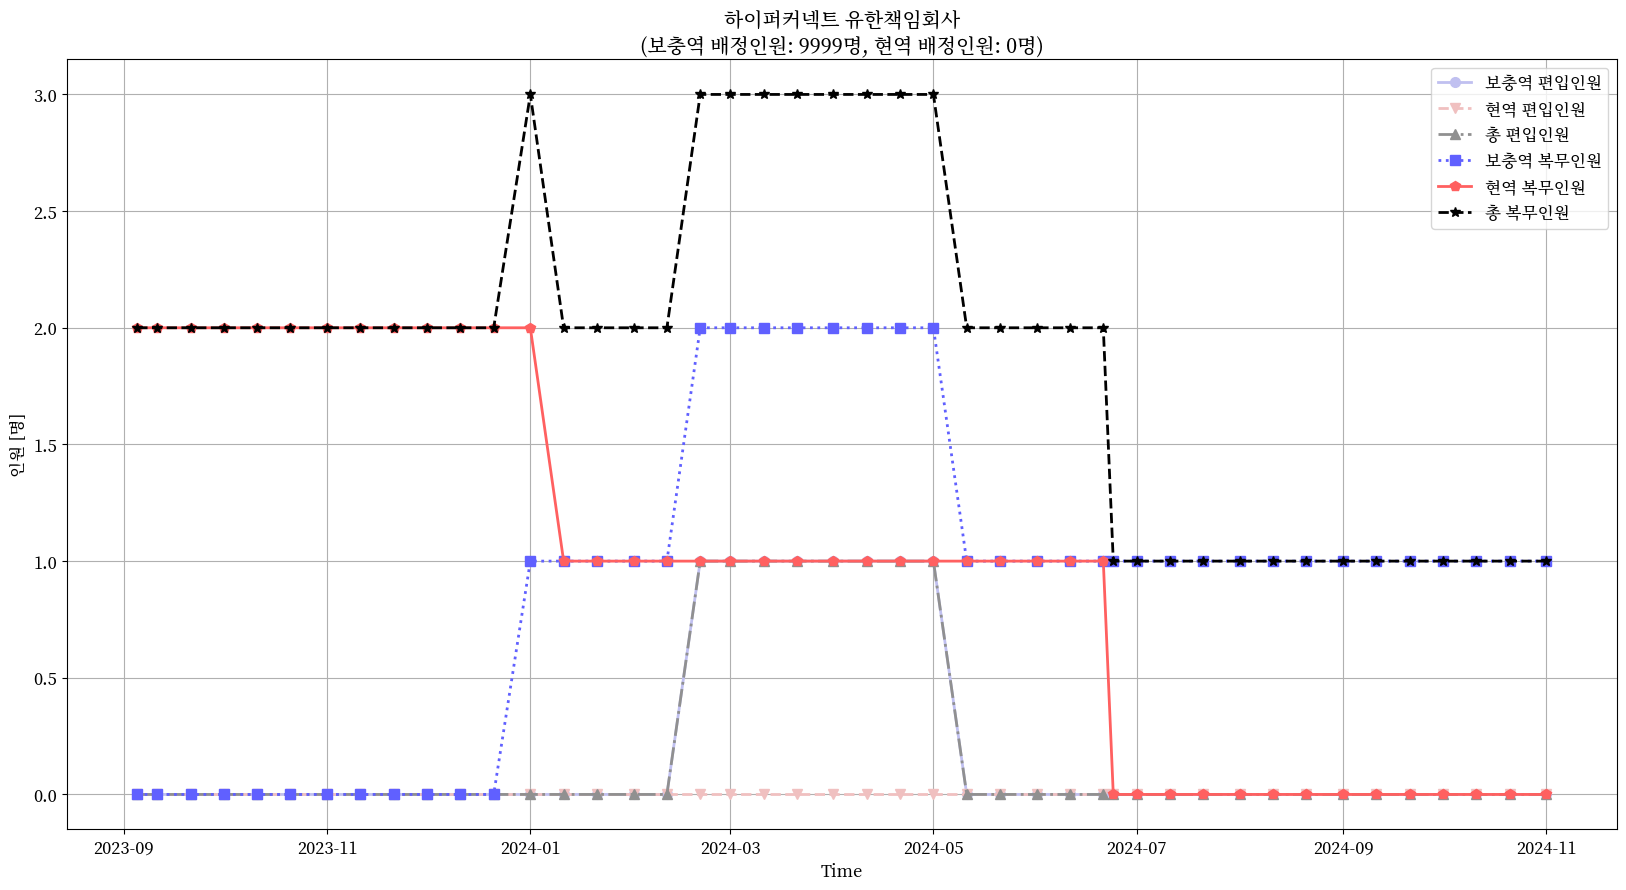 하이퍼커넥트 유한책임회사
(보충역 배정인원: 9999명, 현역 배정인원: 0명)
보충역 편입인원
현역 편입인원
총 편입인원
보충역 복무인원
현역 복무인원
총 복무인원
3.0
2.5
2.0
1.5
1.0
0.5
0.0
인원 [명]
2023-09
2023-11
2024-01
2024-03
2024-05
2024-07
2024-09
2024-11
Time